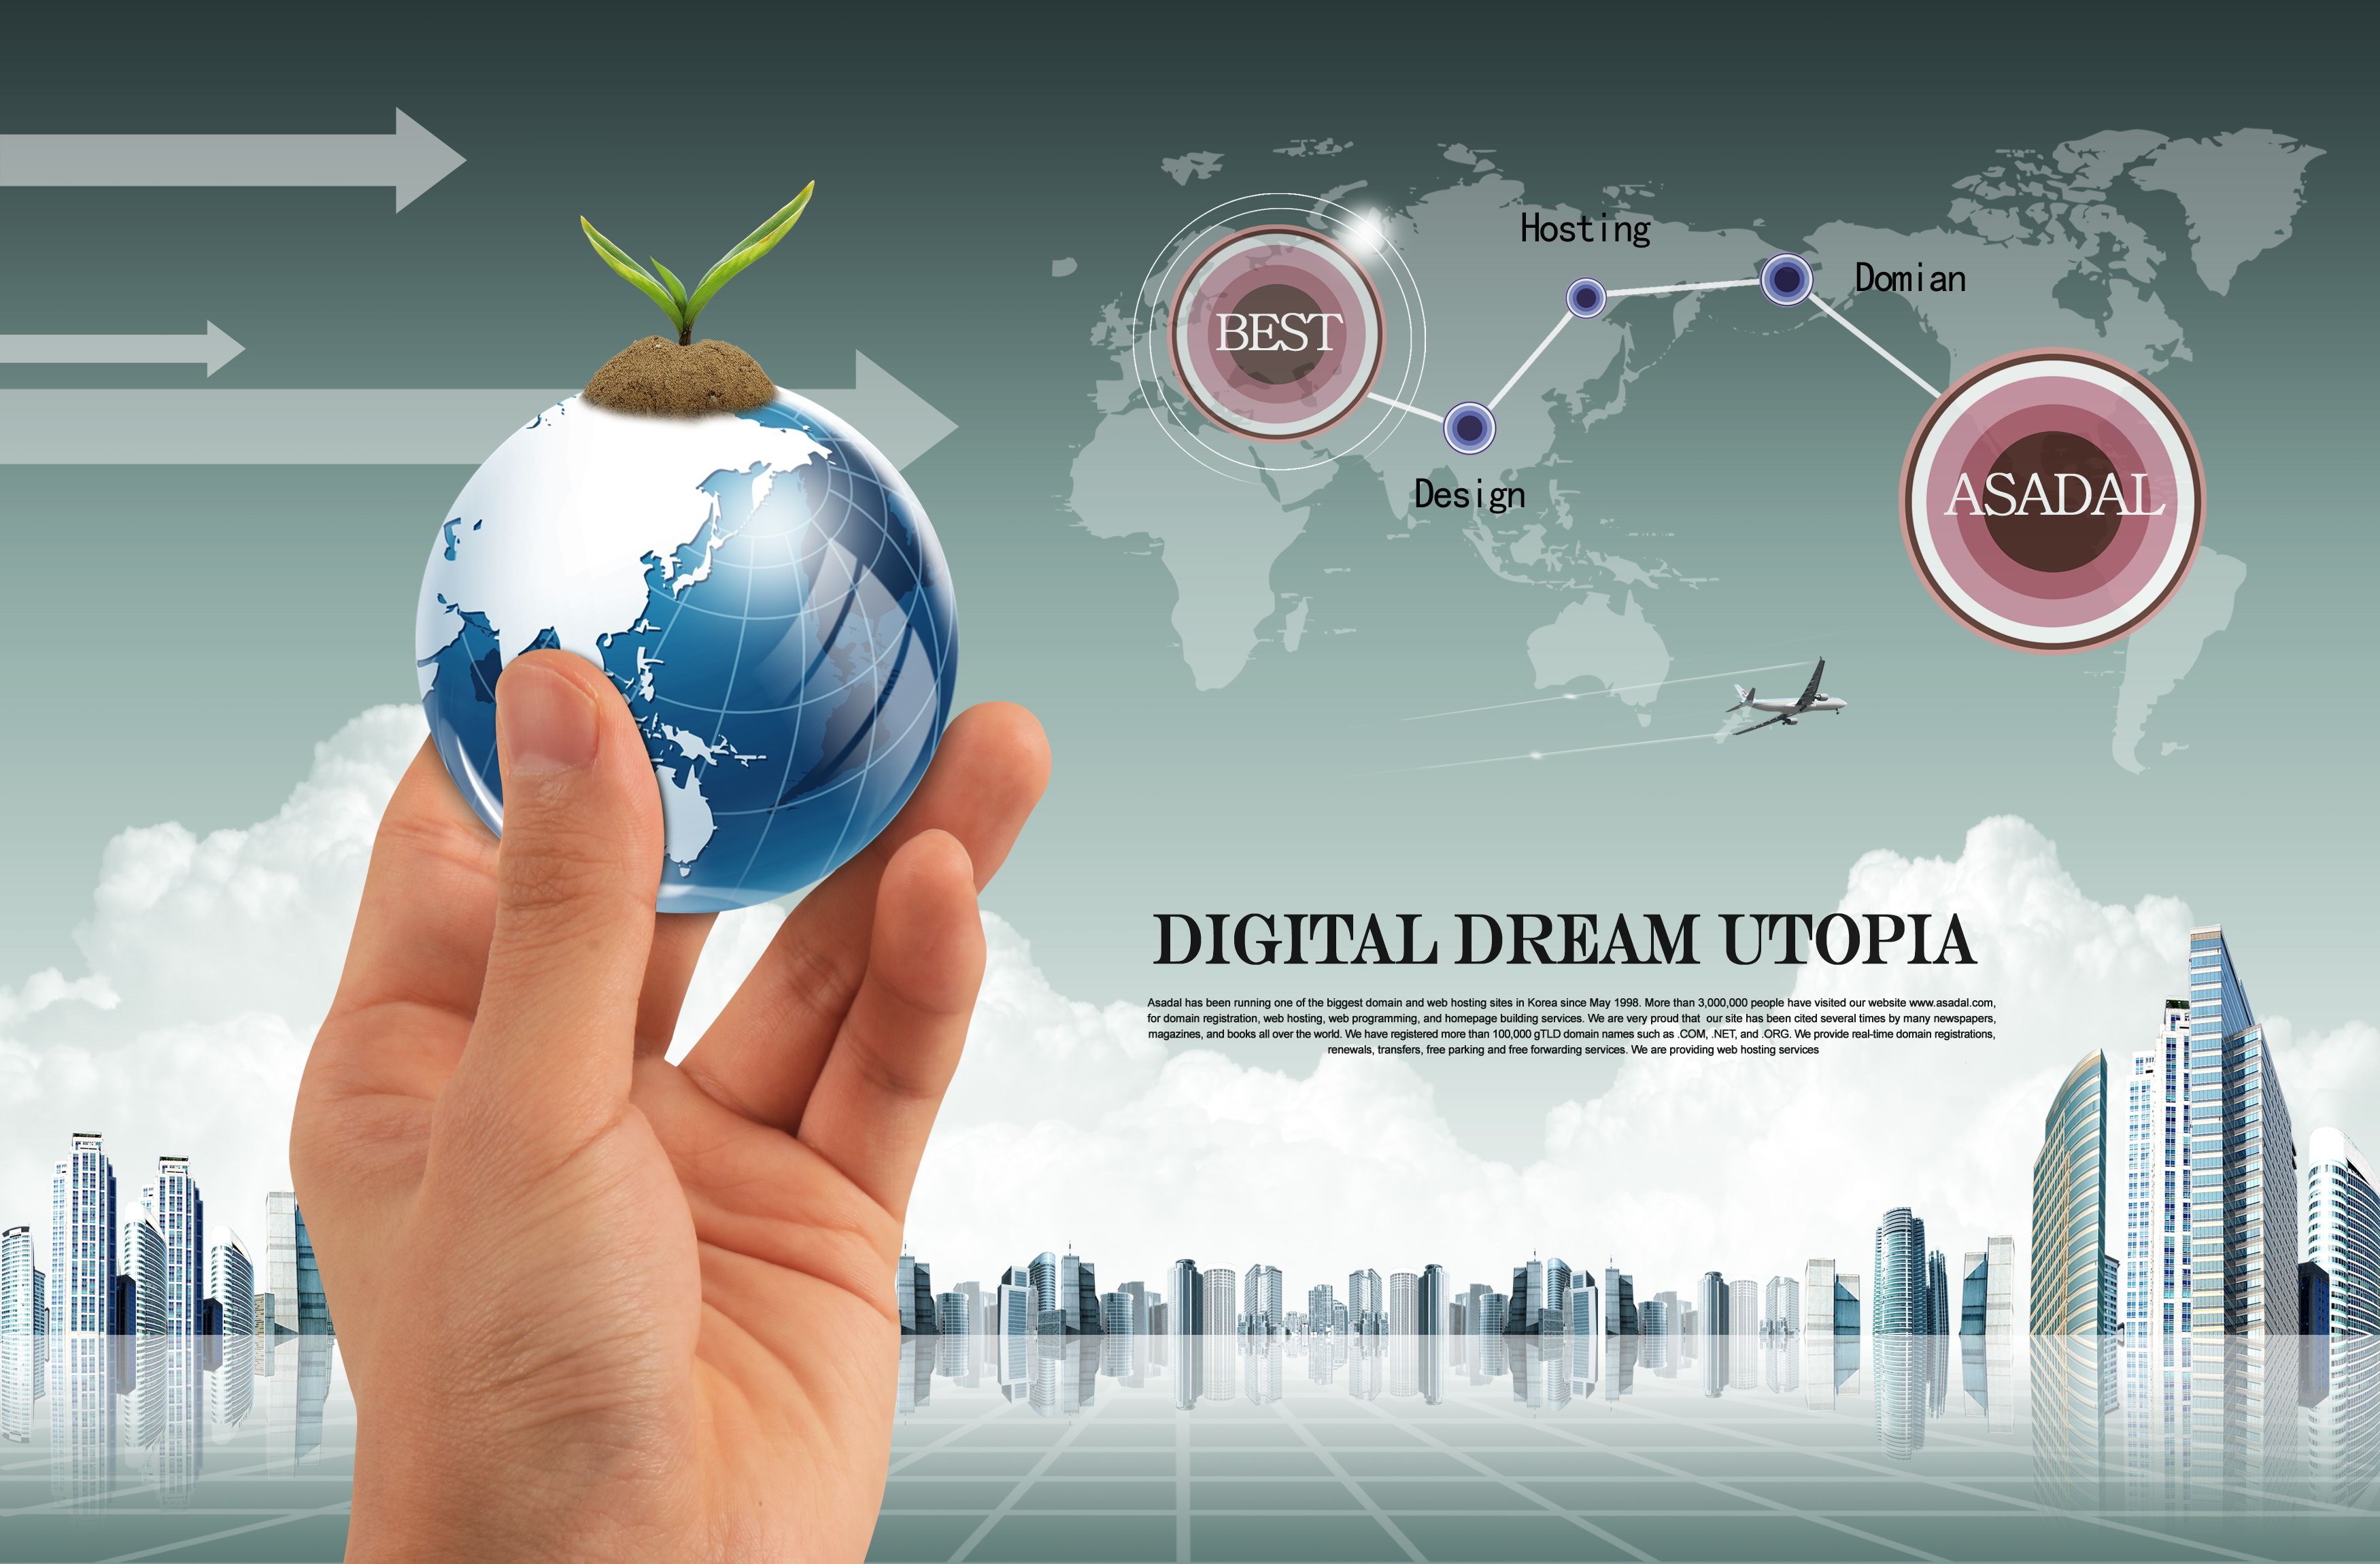 Hosting
Domian
BEST
Design
ASADAL
DIGITAL DREAM UTOPIA
Asadal has been running one of the biggest domain and web hosting sites in Korea since May 1998. More than 3,000,000 people have visited our website www.asadal.com,
for domain registration, web hosting, web programming, and homepage building services. We are very proud that our site has been cited several times by many newspapers,
magazines, and books all over the world. We have registered more than 100,000 gTLD domain names such as .COM, .NET, and .ORG. We provide real-time domain registrations,
renewals, transfers, free parking and free forwarding services. We are providing web hosting services